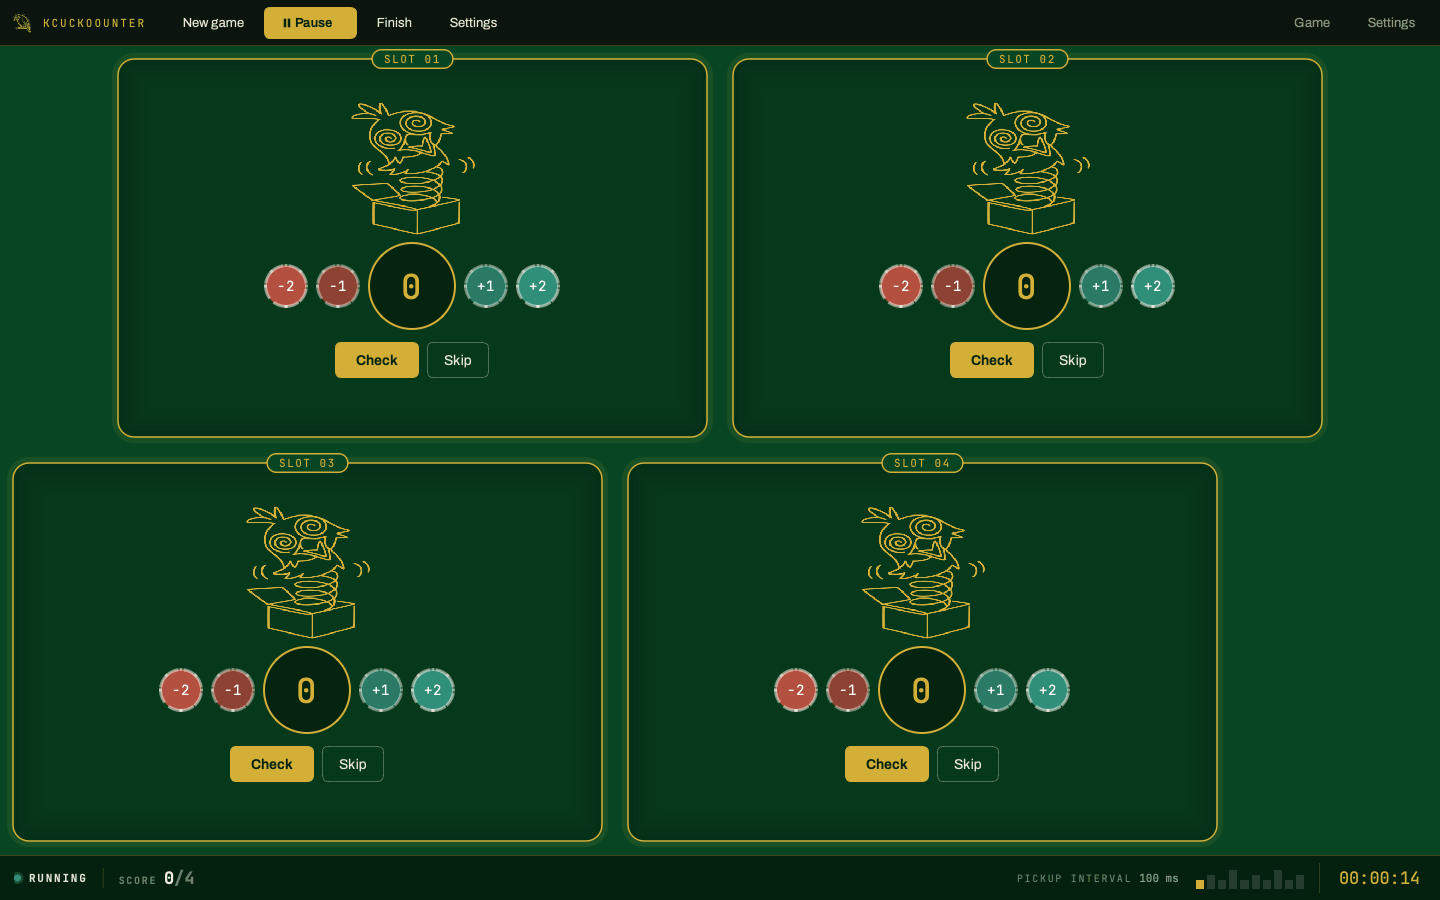 KCUCKOOUNTER New game Pause Finish Settings Game Settings
SLOT 01 SLOT 02
-2 -1 0 +1 +2 -2 -1 0 +1 +2
Check Skip Check Skip
SLOT 03 SLOT 04
-2 -1 0 +1 +2 -2 -1 0 +1 +2
Check Skip Check Skip
RUNNING SCORE 0/4 PICKUP INTERVAL 100 ms 00:00:14